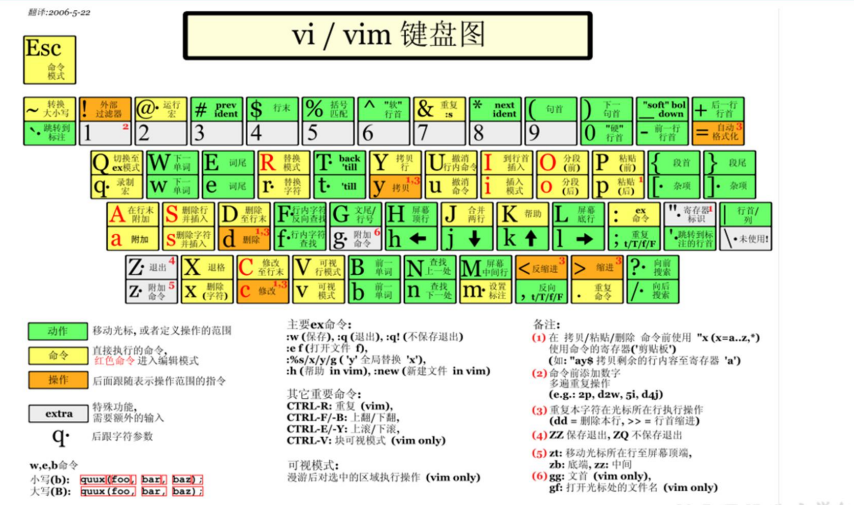 翻译:2006-5-22
vi / vim 键盘图
Esc
命令
模式
~ 转换大小写 ! 外部过滤器 @· 运行宏 # prev ident $ 行末 % 括号匹配 ^ "软"行首 & 重复 :s * next ident ( 句首 ) 下一句首 "soft" bol down + 后一行行首
`· 跳转到标注 1 2 2 3 4 5 6 7 8 9 0 "硬"行首 - 前一行行首 = 自动格式化 3
Q 切换至ex模式 W 下一单词 E 词尾 R 替换模式 T· back 'till Y 拷贝行 U 撤消行内命令 I 到行首插入 O 分段(前) P 粘贴(前) { 段首 } 段尾
q· 录制宏 w 下一单词 e 词尾 r· 替换字符 t· 'till y 拷贝 1,3 u 撤消命令 i 插入模式 o 分段(后) p 粘贴(后) 1 [· 杂项 ]· 杂项
A 在行末附加 S 删除行并插入 D 删除至行末 F· 行内字符反向查找 G 文尾/行号 H 屏幕顶行 J 合并两行 K 帮助 L 屏幕底行 : ex命令 "· 寄存器标识 1 | 行首/列
a 附加 s 删除字符并插入 d 删除 1,3 f· 行内字符查找 g· 附加命令 6 h ← j ↓ k ↑ l → ; 重复 t/T/f/F '· 跳转到标注的行首 \· 未使用!
Z· 退出 4 X 退格 C 修改至行末 V 可视行模式 B 前一单词 N 查找上一处 M 屏幕中间行 < 反缩进 3 > 缩进 3 ?· 向前搜索
z· 附加命令 5 x 删除(字符) c 修改 1,3 v 可视模式 b 前一单词 n 查找下一处 m· 设置标注 , 反向 t/T/f/F . 重复命令 /· 向后搜索
动作 移动光标, 或者定义操作的范围
命令 直接执行的命令,
红色命令 进入编辑模式
操作 后面跟随表示操作范围的指令
extra 特殊功能,
需要额外的输入
q· 后跟字符参数
w,e,b命令
小写(b): quux(foo, bar, baz);
大写(B): quux(foo, bar, baz);
主要ex命令:
:w (保存), :q (退出), :q! (不保存退出)
:e f (打开文件 f),
:%s/x/y/g ('y' 全局替换 'x'),
:h (帮助 in vim), :new (新建文件 in vim)
其它重要命令:
CTRL-R: 重复 (vim),
CTRL-F/-B: 上翻/下翻,
CTRL-E/-Y: 上滚/下滚,
CTRL-V: 块可视模式 (vim only)
可视模式:
漫游后对选中的区域执行操作 (vim only)
备注:
(1) 在 拷贝/粘贴/删除 命令前使用 "x (x=a..z,*)
使用命令的寄存器('剪贴板')
(如: "ay$ 拷贝剩余的行内容至寄存器 'a')
(2) 命令前添加数字
多遍重复操作
(e.g.: 2p, d2w, 5i, d4j)
(3) 重复本字符在光标所在行执行操作
(dd = 删除本行, >> = 行首缩进)
(4) ZZ 保存退出, ZQ 不保存退出
(5) zt: 移动光标所在行至屏幕顶端,
zb: 底端, zz: 中间
(6) gg: 文首 (vim only),
gf: 打开光标处的文件名 (vim only)